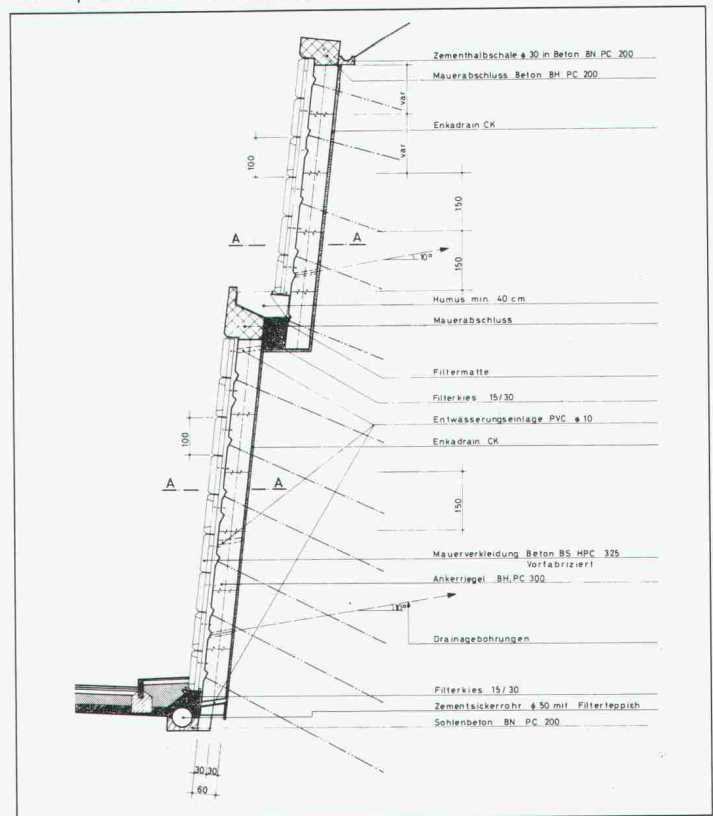 Zementhalbschale ϕ 30 in Beton BN PC 200
Mauerabschluss Beton BH PC 200
var
Enkadrain CK
var
100
150
A A
150
10°
Humus min. 40 cm
Mauerabschluss
Filtermatte
Filterkies 15/30
Entwässerungseinlage PVC ϕ 10
100
Enkadrain CK
A A
150
Mauerverkleidung Beton BS HPC 325
Vorfabriziert
Ankerriegel BH, PC 300
10°
Drainagebohrungen
Filterkies 15/30
Zementsickerrohr ϕ 50 mit Filterteppich
Sohlenbeton BN PC 200
30 30
60